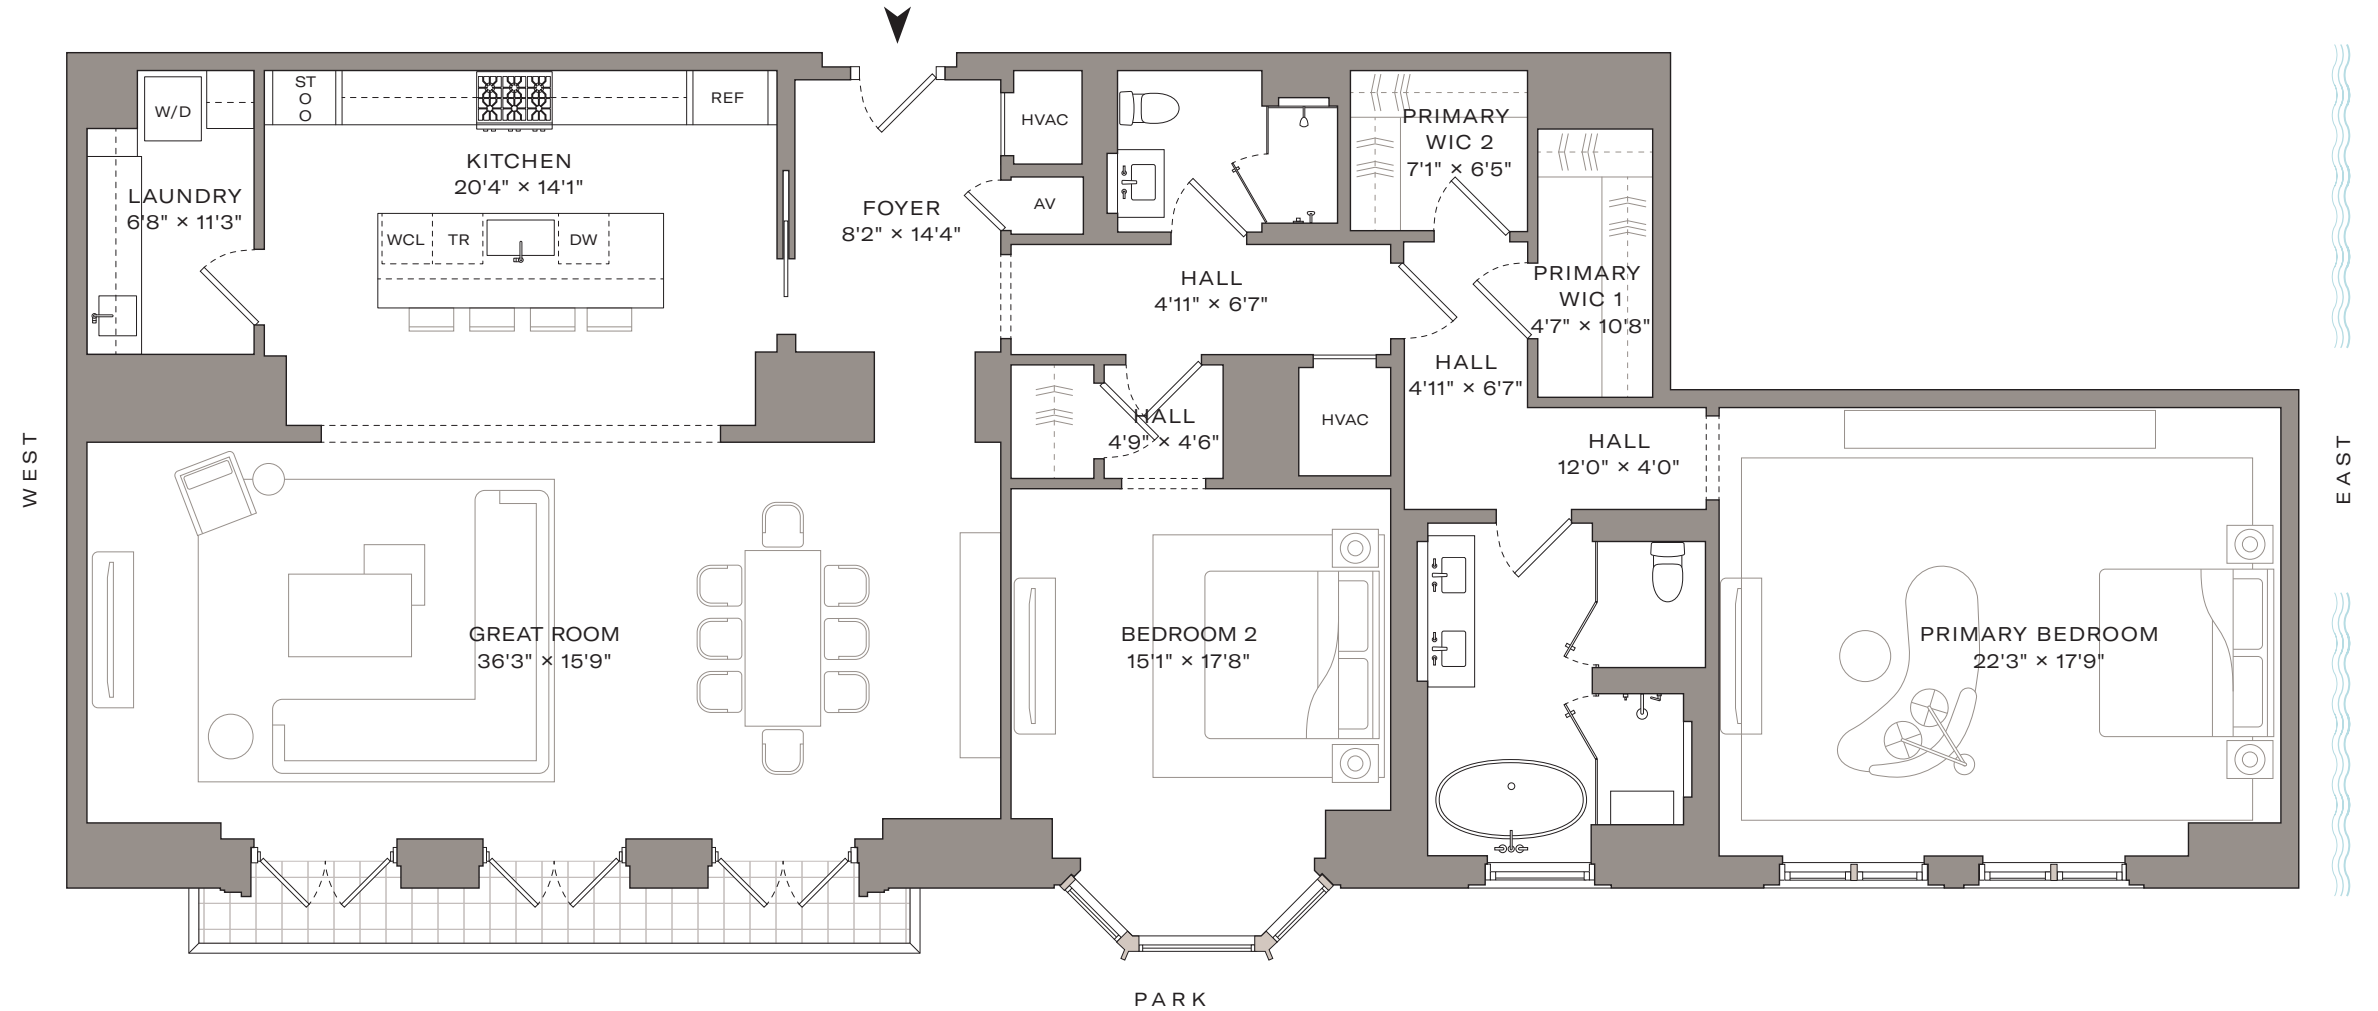 W/D
ST
O
O
REF
HVAC
KITCHEN
20'4" × 14'1"
PRIMARY
WIC 2
7'1" × 6'5"
LAUNDRY
6'8" × 11'3"
FOYER
8'2" × 14'4"
AV
WCL
TR
DW
HALL
4'11" × 6'7"
PRIMARY
WIC 1
4'7" × 10'8"
HALL
4'11" × 6'7"
HALL
4'9" × 4'6"
HVAC
HALL
12'0" × 4'0"
WEST
EAST
GREAT ROOM
36'3" × 15'9"
BEDROOM 2
15'1" × 17'8"
PRIMARY BEDROOM
22'3" × 17'9"
PARK